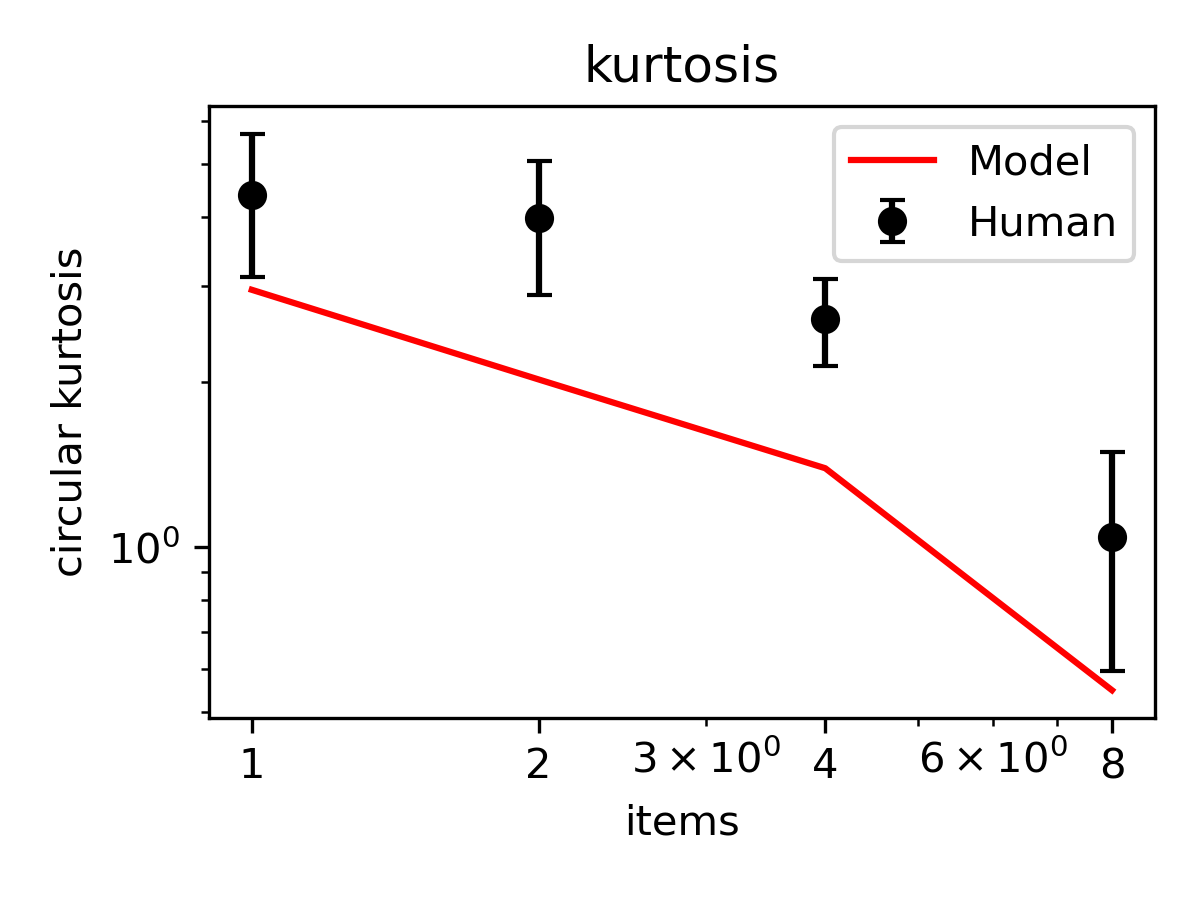 kurtosis
Model
Human
circular kurtosis
10⁰
1 2 3 × 10⁰ 4 6 × 10⁰ 8
items